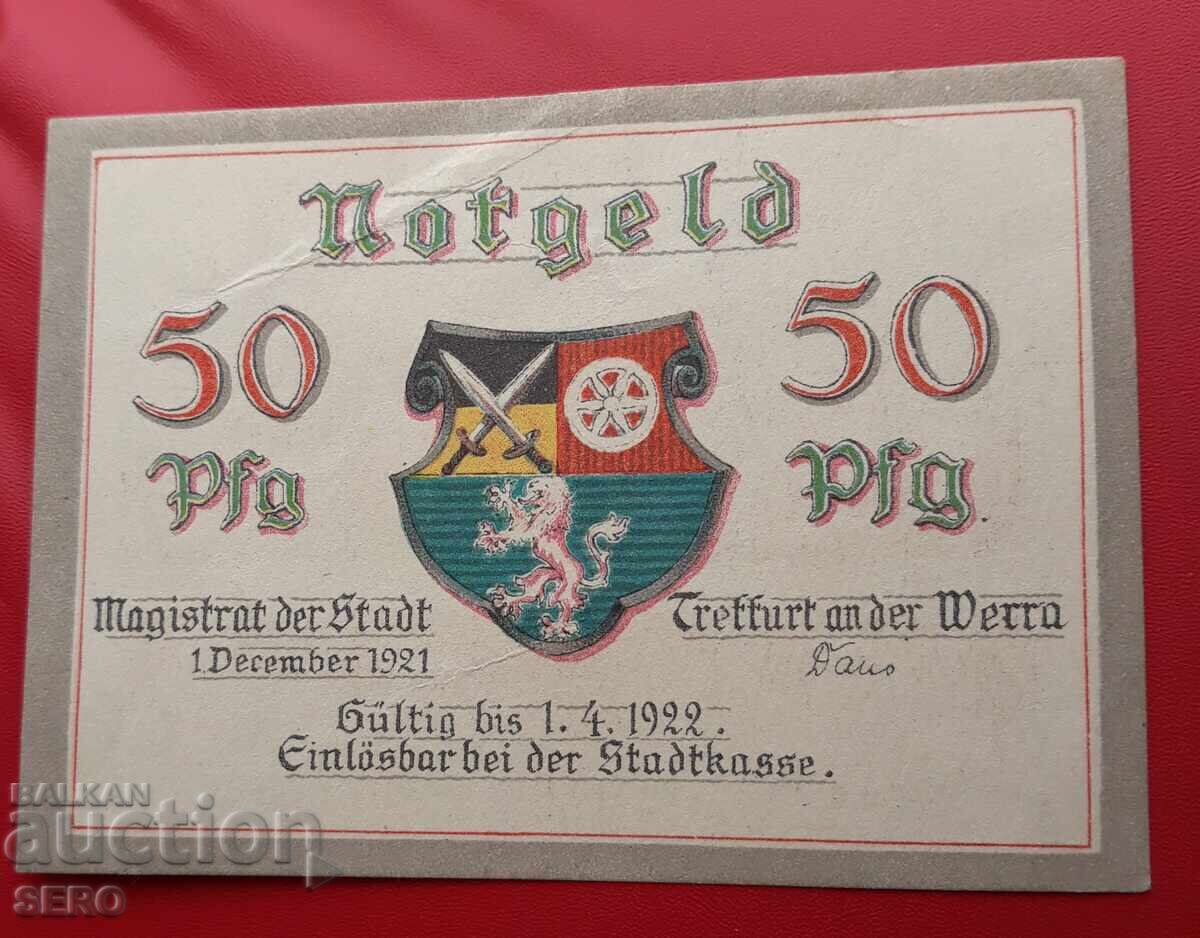 Notgeld
50 50
Pfg Pfg.
Magistrat der Stadt Treffurt an der Werra
1. December 1921
Gültig bis 1. 4. 1922.
Einlösbar bei der Stadtkasse.
BALKAN
auction
SERO